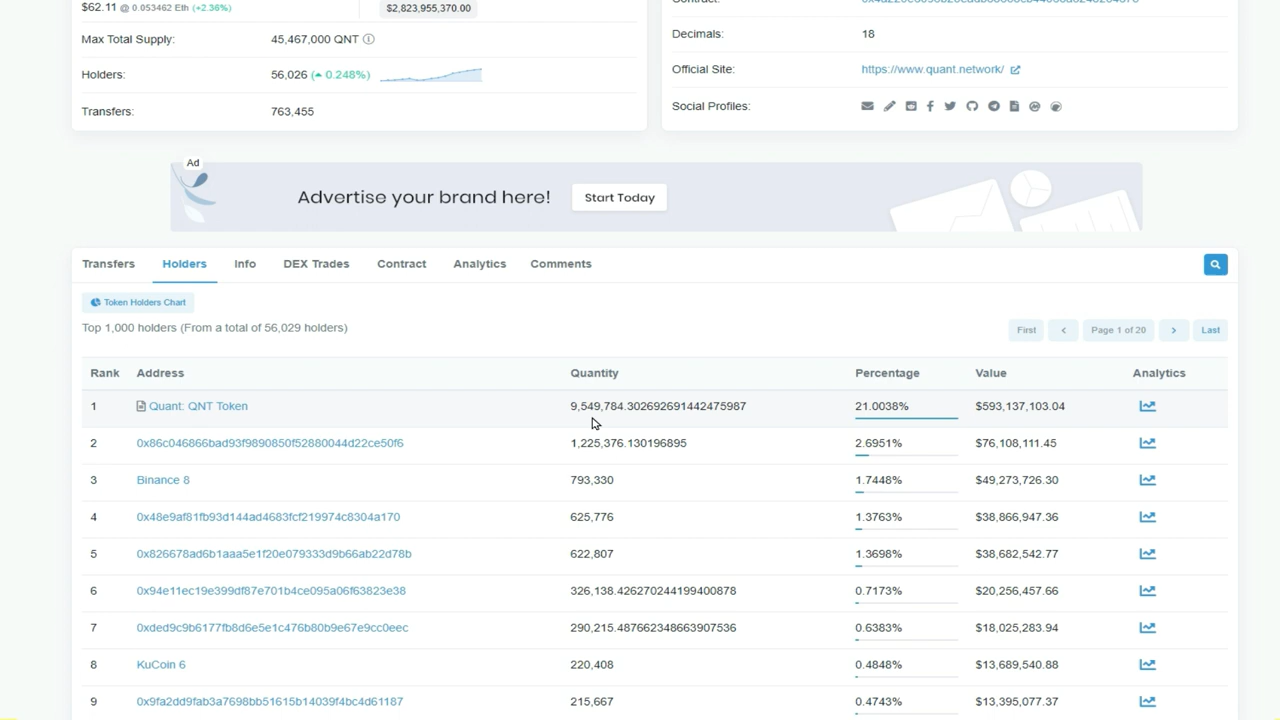 $62.11 @ 0.053462 Eth (+2.36%)
$2,823,955,370.00
Max Total Supply:
45,467,000 QNT
Holders:
56,026 (0.248%)
Transfers:
763,455
Decimals:
18
Official Site:
https://www.quant.network/
Social Profiles:
Ad
Advertise your brand here!
Start Today
Transfers Holders Info DEX Trades Contract Analytics Comments
Token Holders Chart
Top 1,000 holders (From a total of 56,029 holders)
First < Page 1 of 20 > Last
Rank Address Quantity Percentage Value Analytics
1 Quant: QNT Token 9,549,784.302692691442475987 21.0038% $593,137,103.04
2 0x86c046866bad93f9890850f52880044d22ce50f6 1,225,376.130196895 2.6951% $76,108,111.45
3 Binance 8 793,330 1.7448% $49,273,726.30
4 0x48e9af81fb93d144ad4683fcf219974c8304a170 625,776 1.3763% $38,866,947.36
5 0x826678ad6b1aaa5e1f20e079333d9b66ab22d78b 622,807 1.3698% $38,682,542.77
6 0x94e11ec19e399df87e701b4ce095a06f63823e38 326,138.426270244199400878 0.7173% $20,256,457.66
7 0xded9c9b6177fb8d6e5e1c476b80b9e67e9cc0eec 290,215.487662348663907536 0.6383% $18,025,283.94
8 KuCoin 6 220,408 0.4848% $13,689,540.88
9 0x9fa2dd9fab3a7698bb51615b14039f4bc4d61187 215,667 0.4743% $13,395,077.37